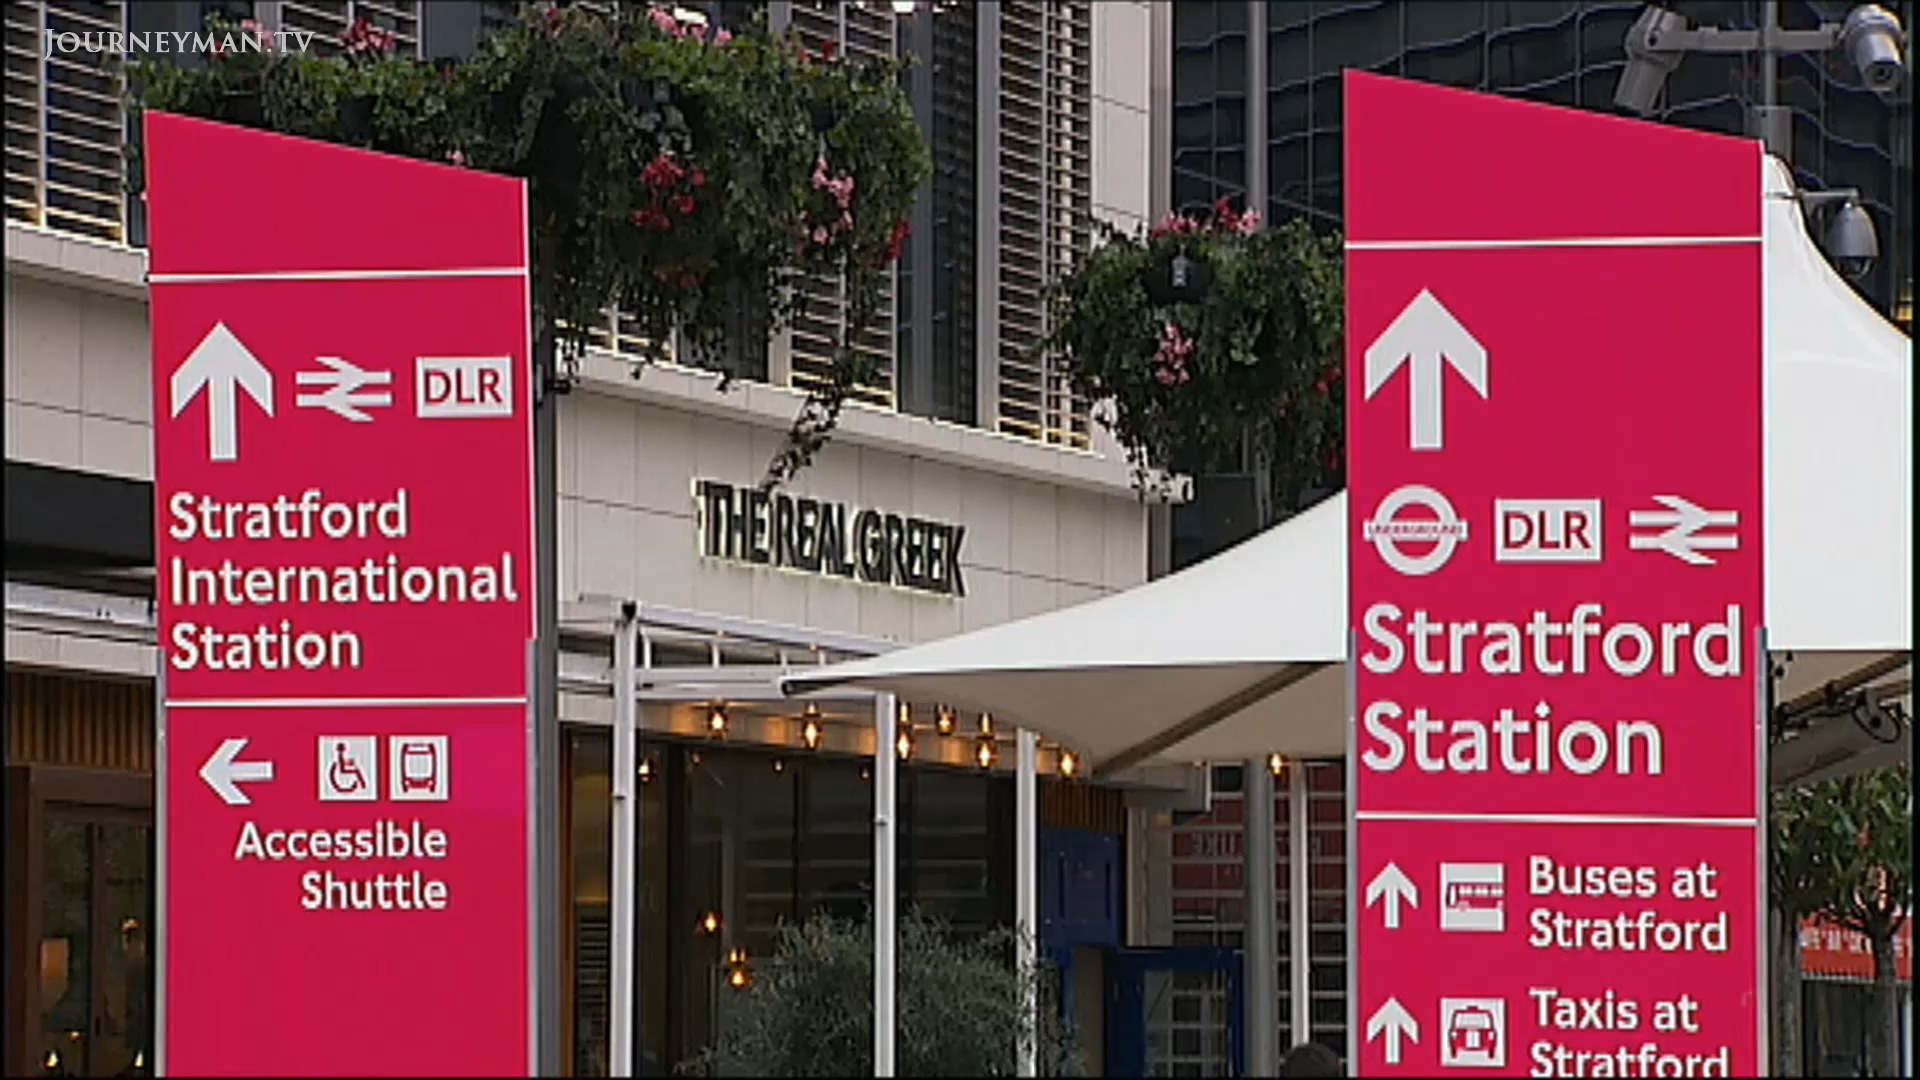 JOURNEYMAN.TV
DLR
Stratford
International
Station
Accessible
Shuttle
THE REAL GREEK
UNDERGROUND
DLR
Stratford
Station
Buses at
Stratford
Taxis at
Stratford